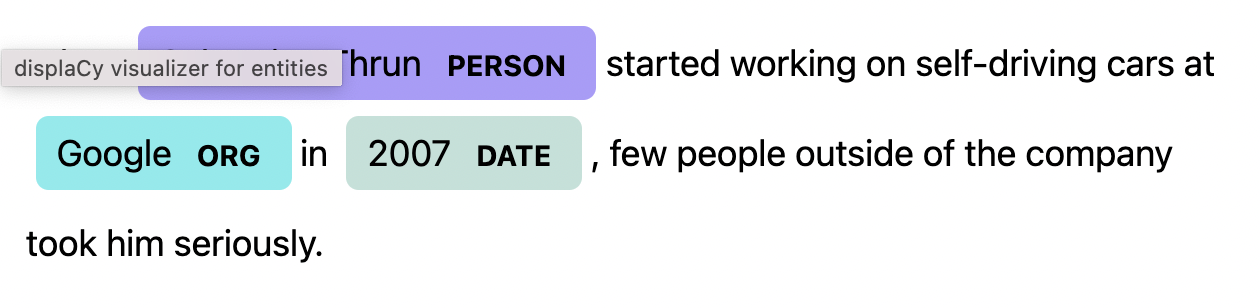 displaCy visualizer for entities
Thrun PERSON started working on self-driving cars at
Google ORG in 2007 DATE , few people outside of the company
took him seriously.